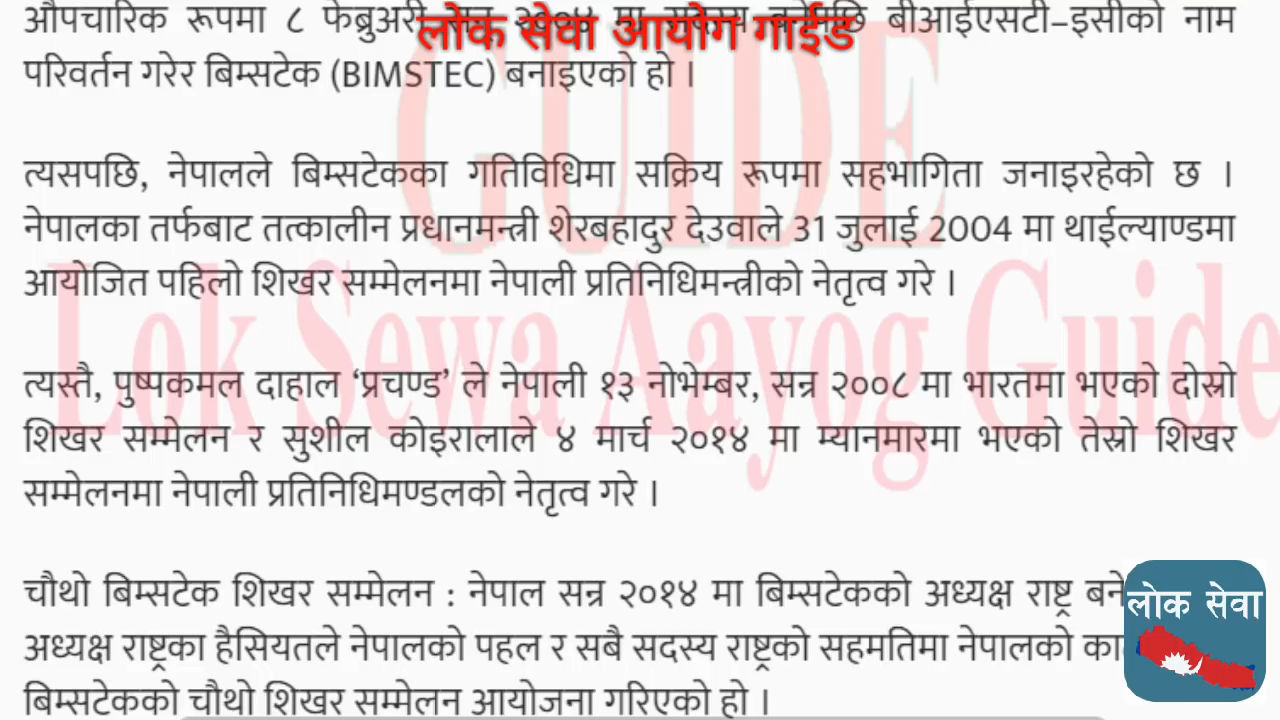 औपचारिक रूपमा ८ फेब्रुअरी सन् २००४ मा सदस्य बनेपछि बीआईएसटी–इसीको नाम
लोक सेवा आयोग गाईड
परिवर्तन गरेर बिम्सटेक (BIMSTEC) बनाइएको हो ।
GUIDE
त्यसपछि, नेपालले बिम्सटेकका गतिविधिमा सक्रिय रूपमा सहभागिता जनाइरहेको छ ।
नेपालका तर्फबाट तत्कालीन प्रधानमन्त्री शेरबहादुर देउवाले 31 जुलाई 2004 मा थाईल्याण्डमा
आयोजित पहिलो शिखर सम्मेलनमा नेपाली प्रतिनिधिमन्त्रीको नेतृत्व गरे ।
Lok Sewa Aayog Guide
त्यस्तै, पुष्पकमल दाहाल ‘प्रचण्ड’ ले नेपाली १३ नोभेम्बर, सन् २००८ मा भारतमा भएको दोस्रो
शिखर सम्मेलन र सुशील कोइरालाले ४ मार्च २०१४ मा म्यानमारमा भएको तेस्रो शिखर
सम्मेलनमा नेपाली प्रतिनिधिमण्डलको नेतृत्व गरे ।
चौथो बिम्सटेक शिखर सम्मेलन : नेपाल सन् २०१४ मा बिम्सटेकको अध्यक्ष राष्ट्र
लोक सेवा
अध्यक्ष राष्ट्रका हैसियतले नेपालको पहल र सबै सदस्य राष्ट्रको सहमतिमा नेपालको
बिम्सटेकको चौथो शिखर सम्मेलन आयोजना गरिएको हो ।